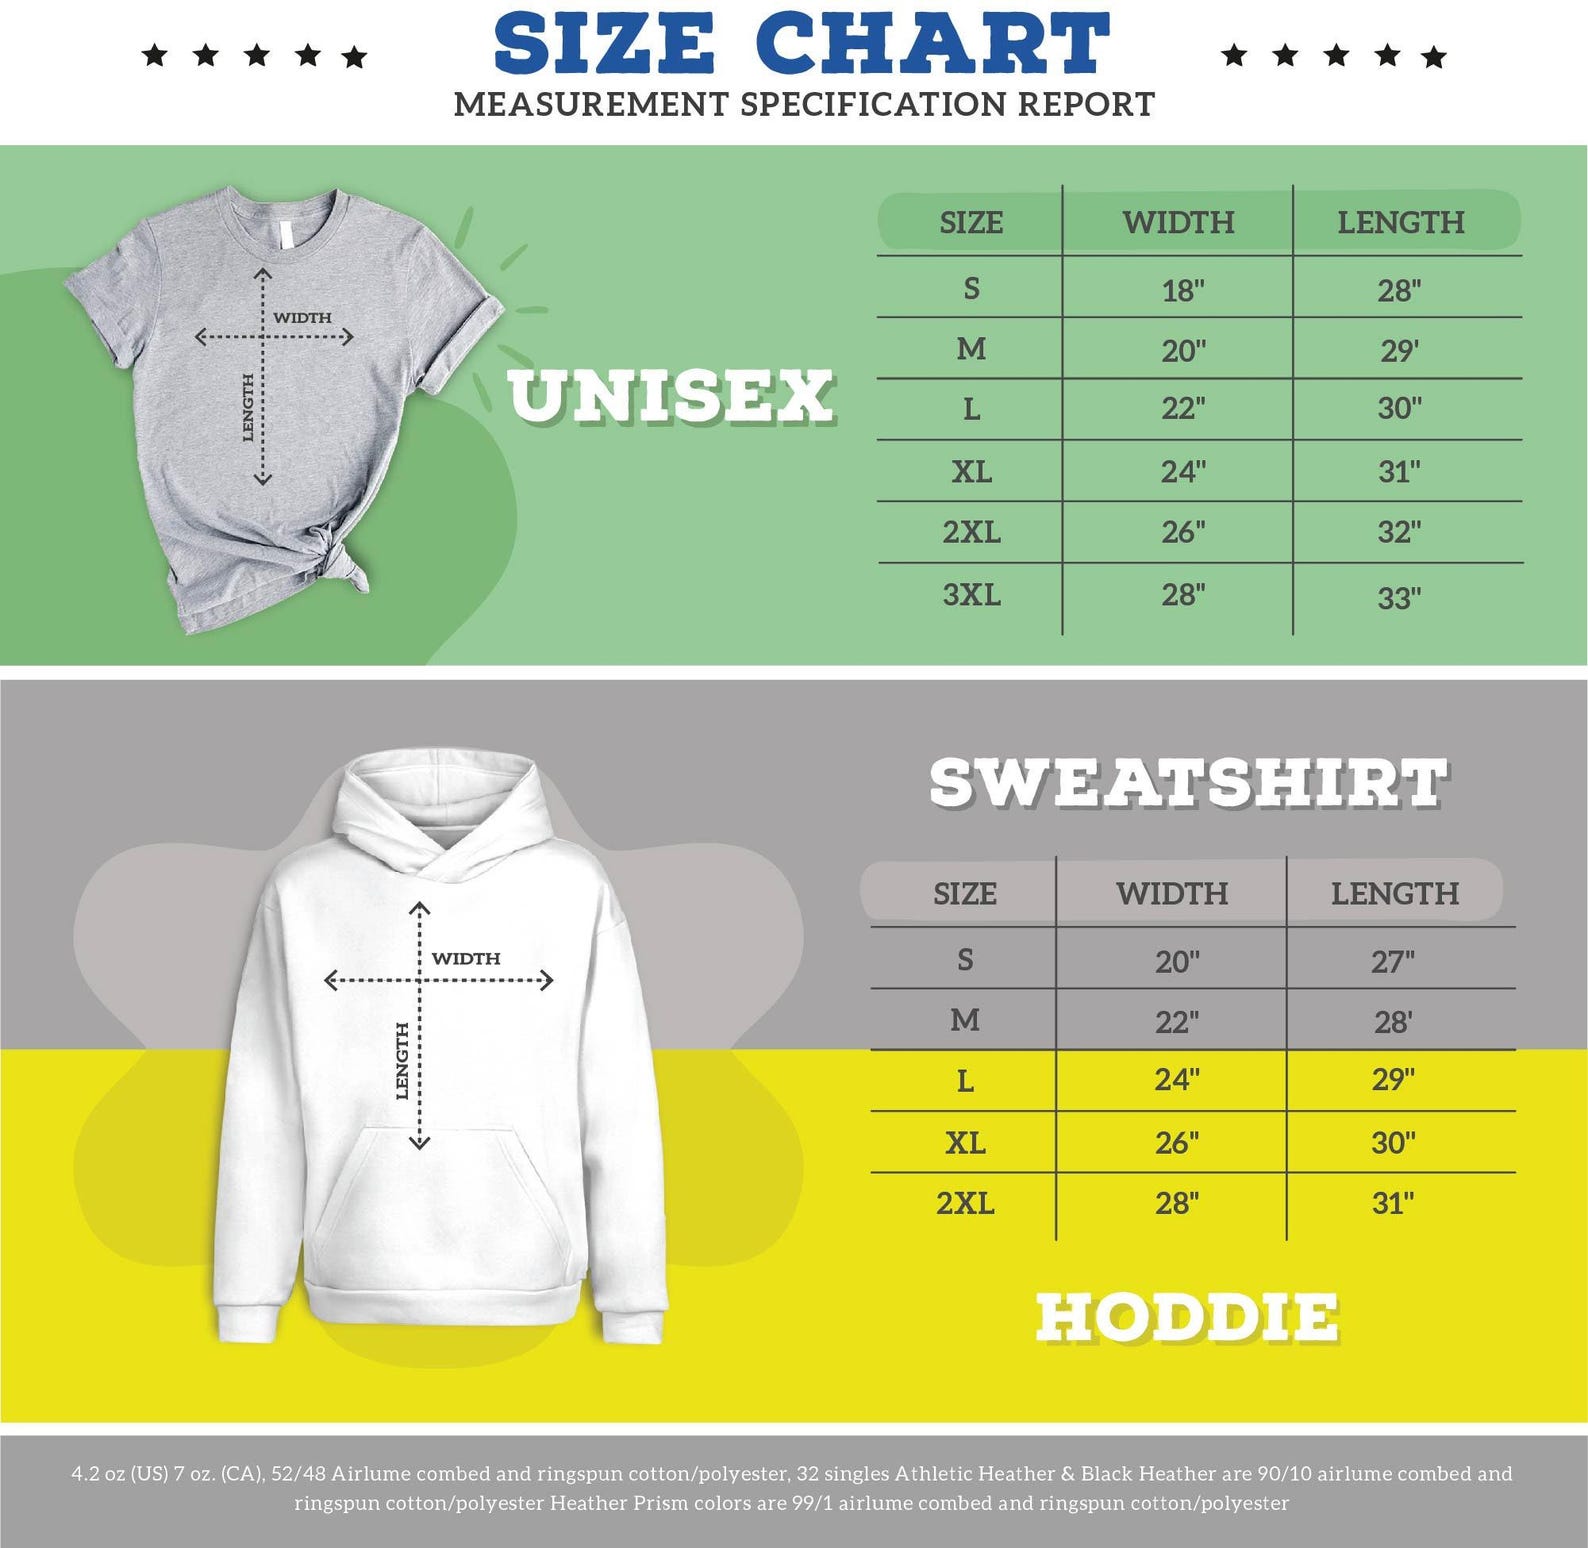 SIZE CHART
MEASUREMENT SPECIFICATION REPORT
WIDTH
LENGTH
UNISEX
SIZE WIDTH LENGTH
S 18" 28"
M 20" 29'
L 22" 30"
XL 24" 31"
2XL 26" 32"
3XL 28" 33"
WIDTH
LENGTH
SWEATSHIRT
SIZE WIDTH LENGTH
S 20" 27"
M 22" 28'
L 24" 29"
XL 26" 30"
2XL 28" 31"
HODDIE
4.2 oz (US) 7 oz. (CA), 52/48 Airlume combed and ringspun cotton/polyester, 32 singles Athletic Heather & Black Heather are 90/10 airlume combed and
ringspun cotton/polyester Heather Prism colors are 99/1 airlume combed and ringspun cotton/polyester